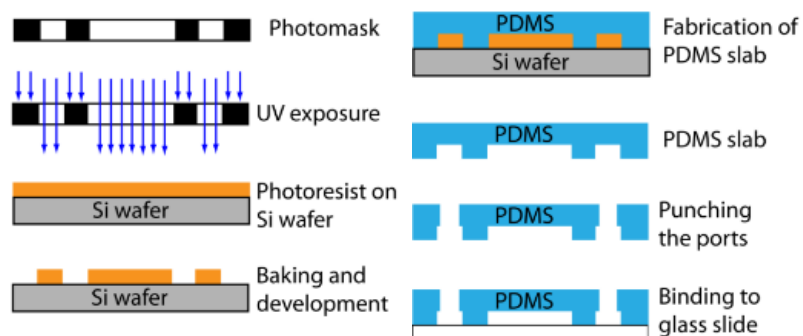 Photomask
UV exposure
Photoresist on
Si wafer
Si wafer
Baking and
development
Si wafer
PDMS
Si wafer
Fabrication of
PDMS slab
PDMS
PDMS slab
PDMS
Punching
the ports
PDMS
Binding to
glass slide